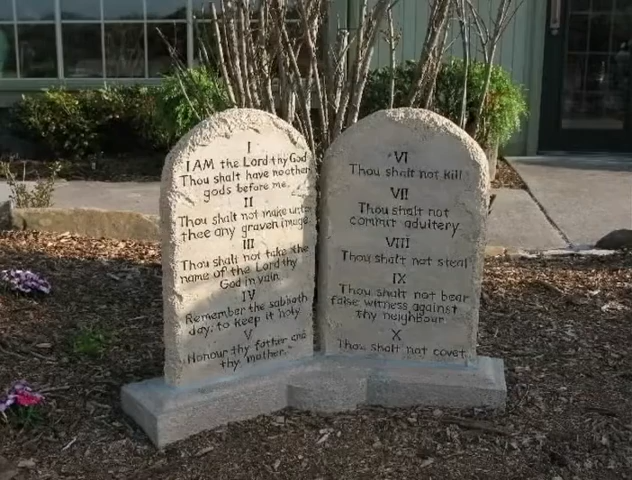 I
I AM the Lord thy God
Thou shalt have no other
gods before me.
II
Thou shalt not make unto
thee any graven image.
III
Thou shalt not take the
name of the Lord thy
God in vain.
IV
Remember the sabbath
day, to keep it holy
V
Honour thy father and
thy mother.
VI
Thou shalt not kill
VII
Thou shalt not
commit adultery
VIII
Thou shalt not steal
IX
Thou shalt not bear
false witness against
thy neighbour
X
Thou shalt not covet